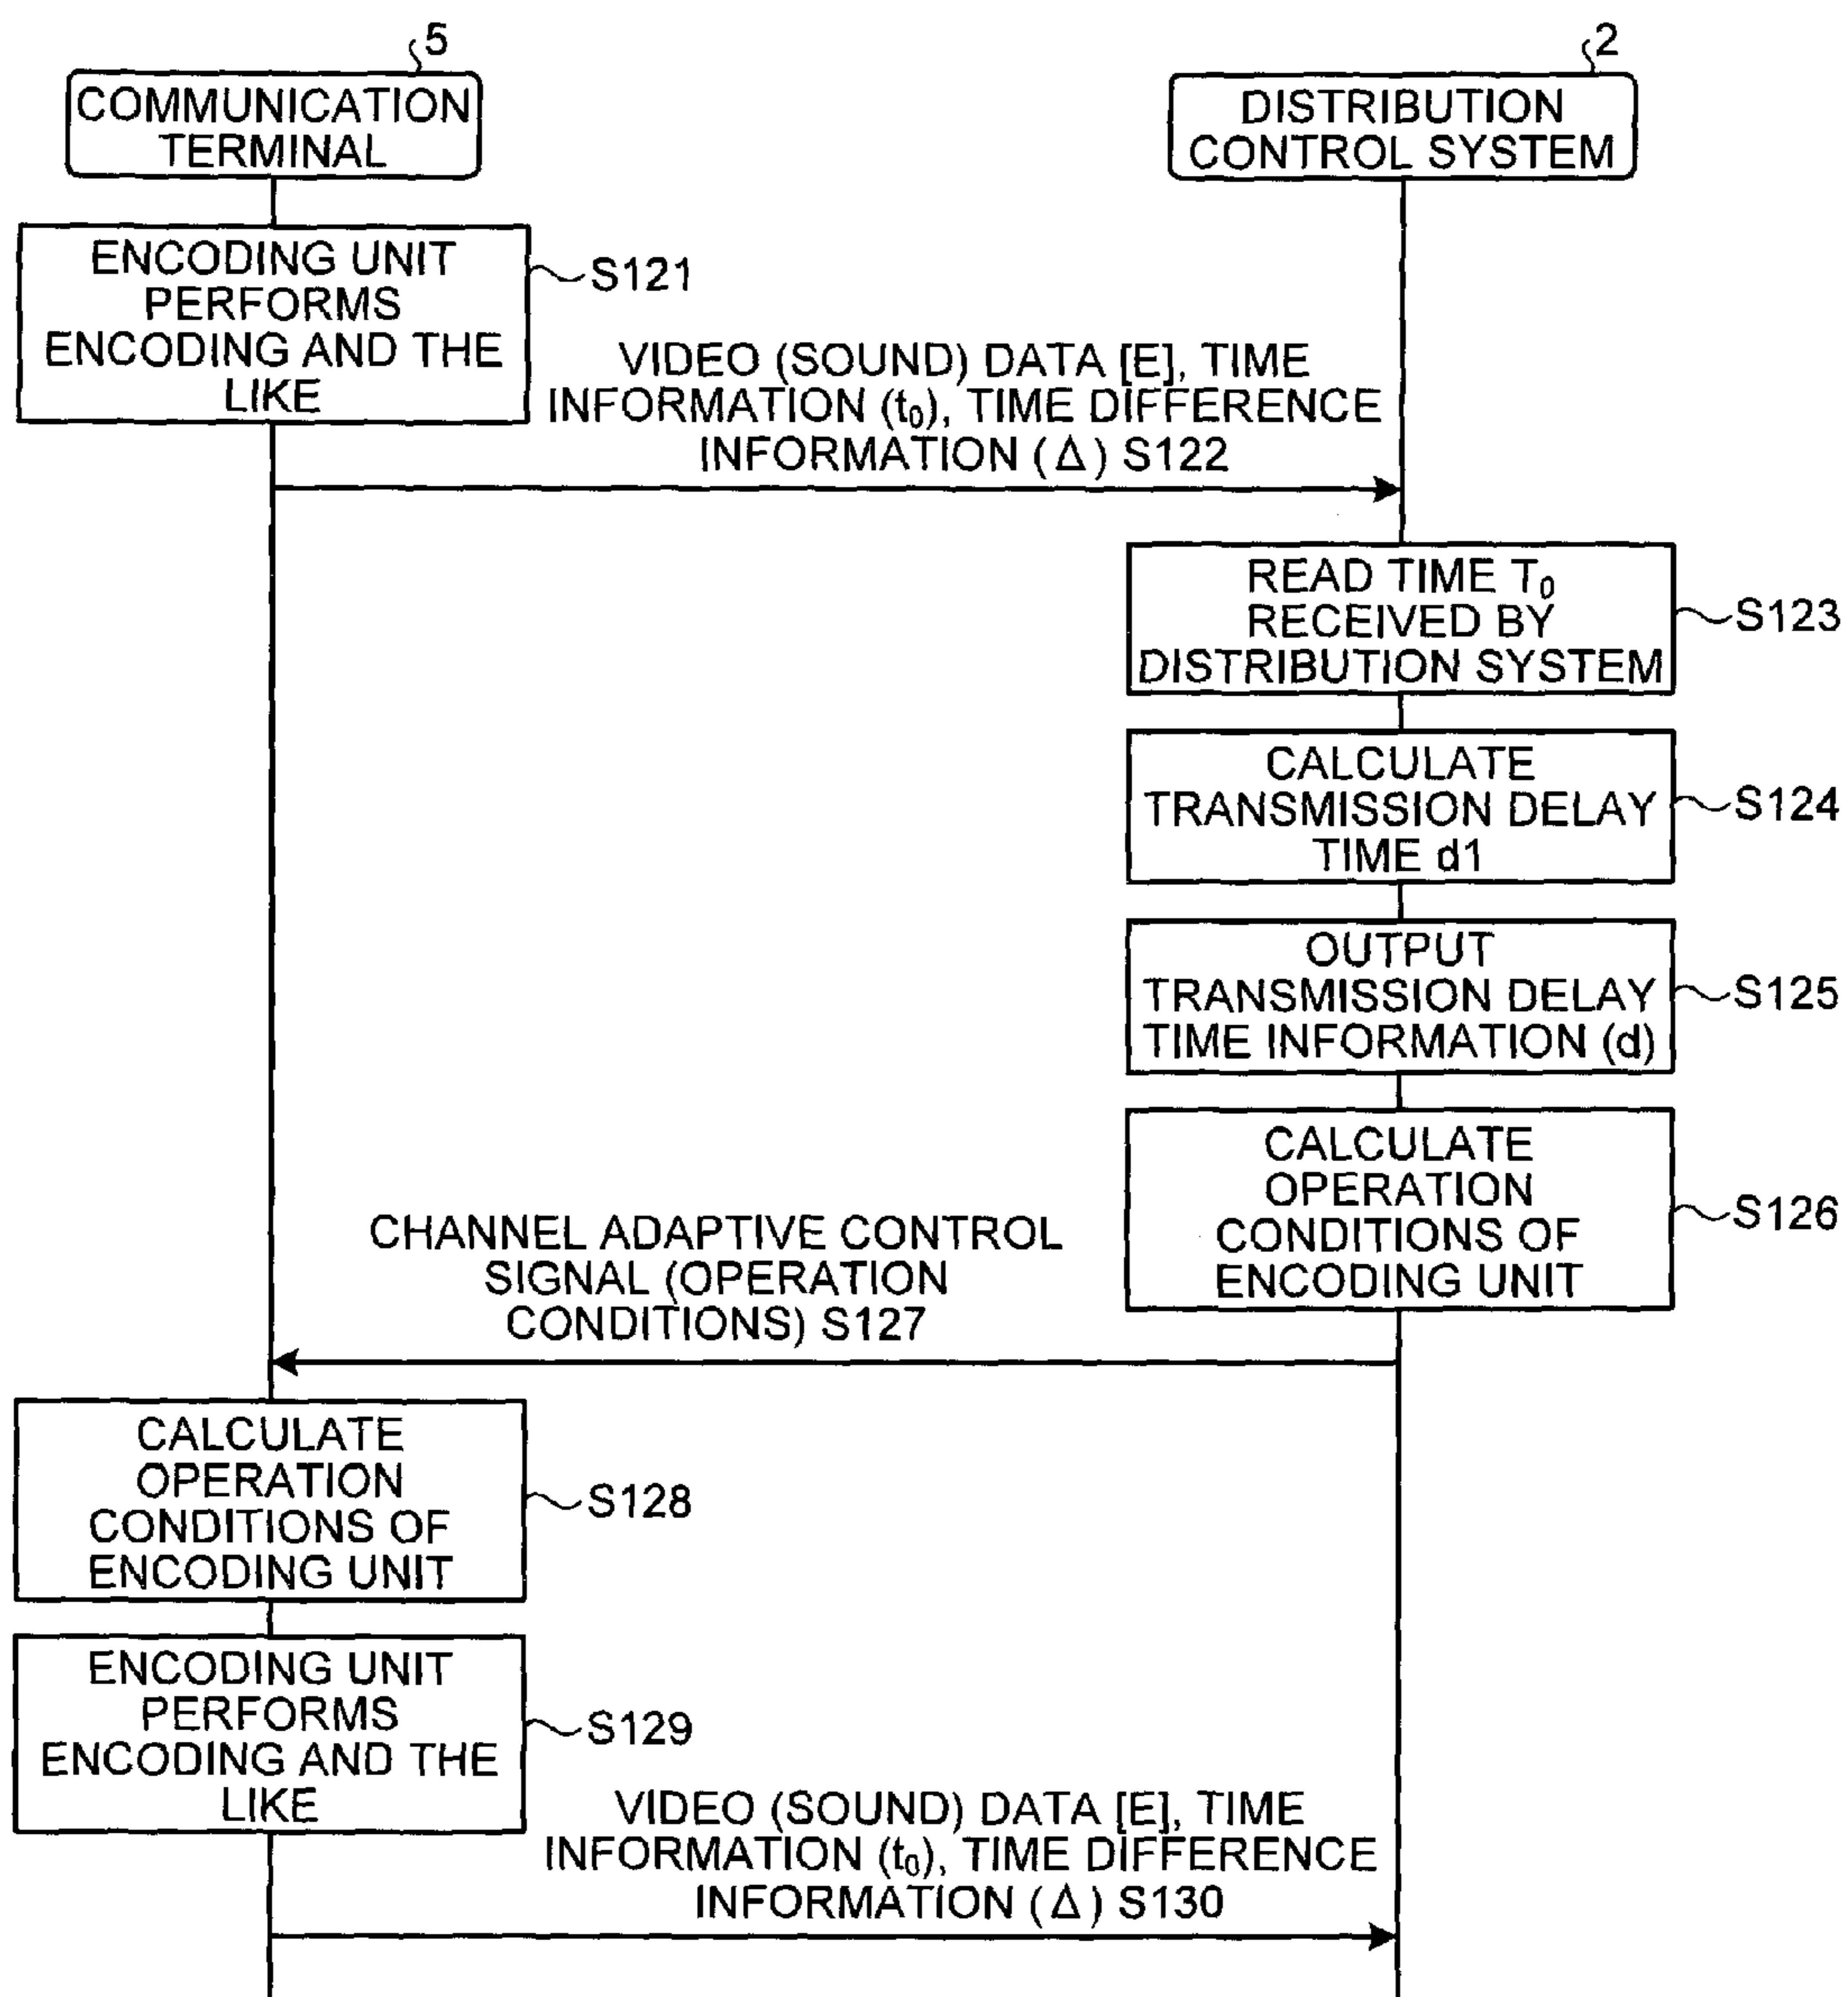 5
COMMUNICATION
TERMINAL
2
DISTRIBUTION
CONTROL SYSTEM
ENCODING UNIT
PERFORMS
ENCODING AND THE
LIKE
S121
VIDEO (SOUND) DATA [E], TIME
INFORMATION (t₀), TIME DIFFERENCE
INFORMATION (Δ) S122
READ TIME T₀
RECEIVED BY
DISTRIBUTION SYSTEM
S123
CALCULATE
TRANSMISSION DELAY
TIME d1
S124
OUTPUT
TRANSMISSION DELAY
TIME INFORMATION (d)
S125
CALCULATE
OPERATION
CONDITIONS OF
ENCODING UNIT
S126
CHANNEL ADAPTIVE CONTROL
SIGNAL (OPERATION
CONDITIONS) S127
CALCULATE
OPERATION
CONDITIONS OF
ENCODING UNIT
S128
ENCODING UNIT
PERFORMS
ENCODING AND THE
LIKE
S129
VIDEO (SOUND) DATA [E], TIME
INFORMATION (t₀), TIME DIFFERENCE
INFORMATION (Δ) S130